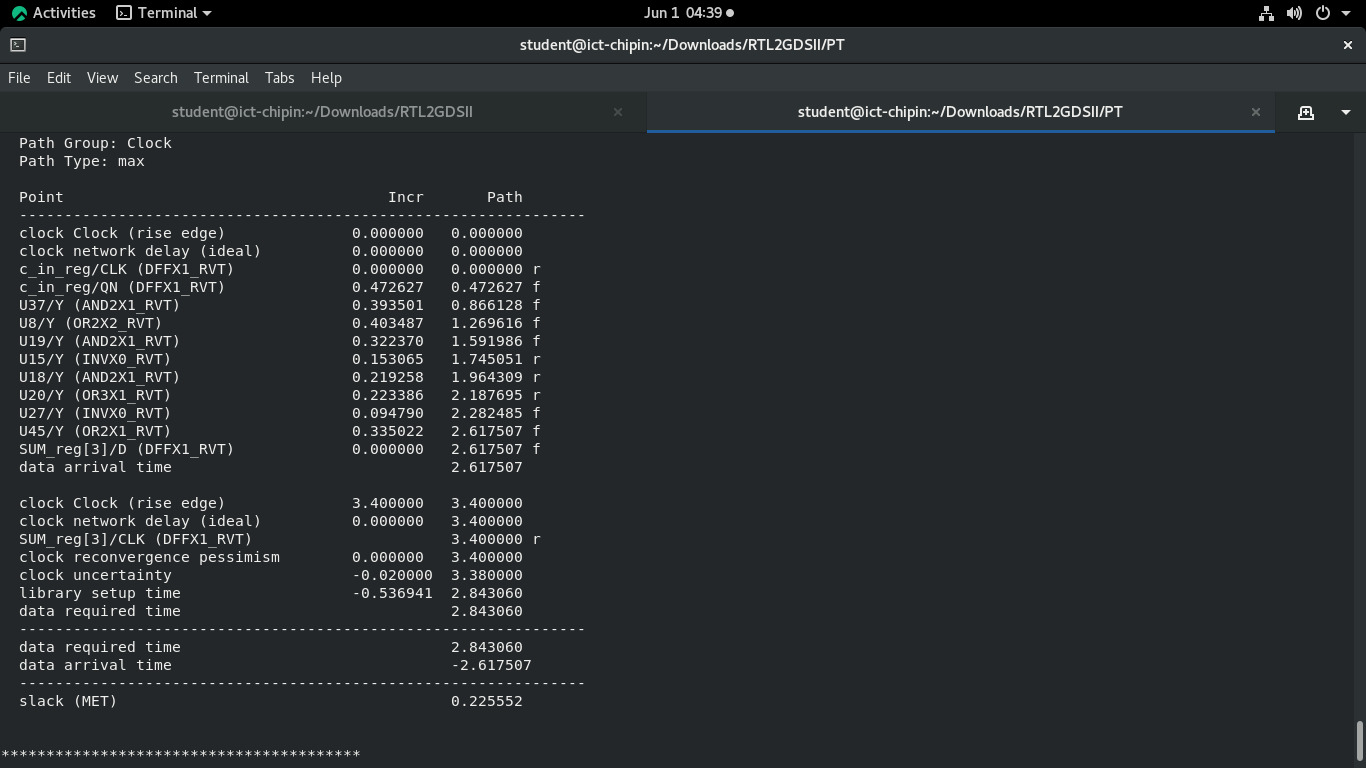 Activities Terminal Jun 1 04:39
student@ict-chipin:~/Downloads/RTL2GDSII/PT
File Edit View Search Terminal Tabs Help
student@ict-chipin:~/Downloads/RTL2GDSII student@ict-chipin:~/Downloads/RTL2GDSII/PT
Path Group: Clock
Path Type: max
Point Incr Path
---------------------------------------------------------------
clock Clock (rise edge) 0.000000 0.000000
clock network delay (ideal) 0.000000 0.000000
c_in_reg/CLK (DFFX1_RVT) 0.000000 0.000000 r
c_in_reg/QN (DFFX1_RVT) 0.472627 0.472627 f
U37/Y (AND2X1_RVT) 0.393501 0.866128 f
U8/Y (OR2X2_RVT) 0.403487 1.269616 f
U19/Y (AND2X1_RVT) 0.322370 1.591986 f
U15/Y (INVX0_RVT) 0.153065 1.745051 r
U18/Y (AND2X1_RVT) 0.219258 1.964309 r
U20/Y (OR3X1_RVT) 0.223386 2.187695 r
U27/Y (INVX0_RVT) 0.094790 2.282485 f
U45/Y (OR2X1_RVT) 0.335022 2.617507 f
SUM_reg[3]/D (DFFX1_RVT) 0.000000 2.617507 f
data arrival time 2.617507
clock Clock (rise edge) 3.400000 3.400000
clock network delay (ideal) 0.000000 3.400000
SUM_reg[3]/CLK (DFFX1_RVT) 3.400000 r
clock reconvergence pessimism 0.000000 3.400000
clock uncertainty -0.020000 3.380000
library setup time -0.536941 2.843060
data required time 2.843060
---------------------------------------------------------------
data required time 2.843060
data arrival time -2.617507
---------------------------------------------------------------
slack (MET) 0.225552
****************************************